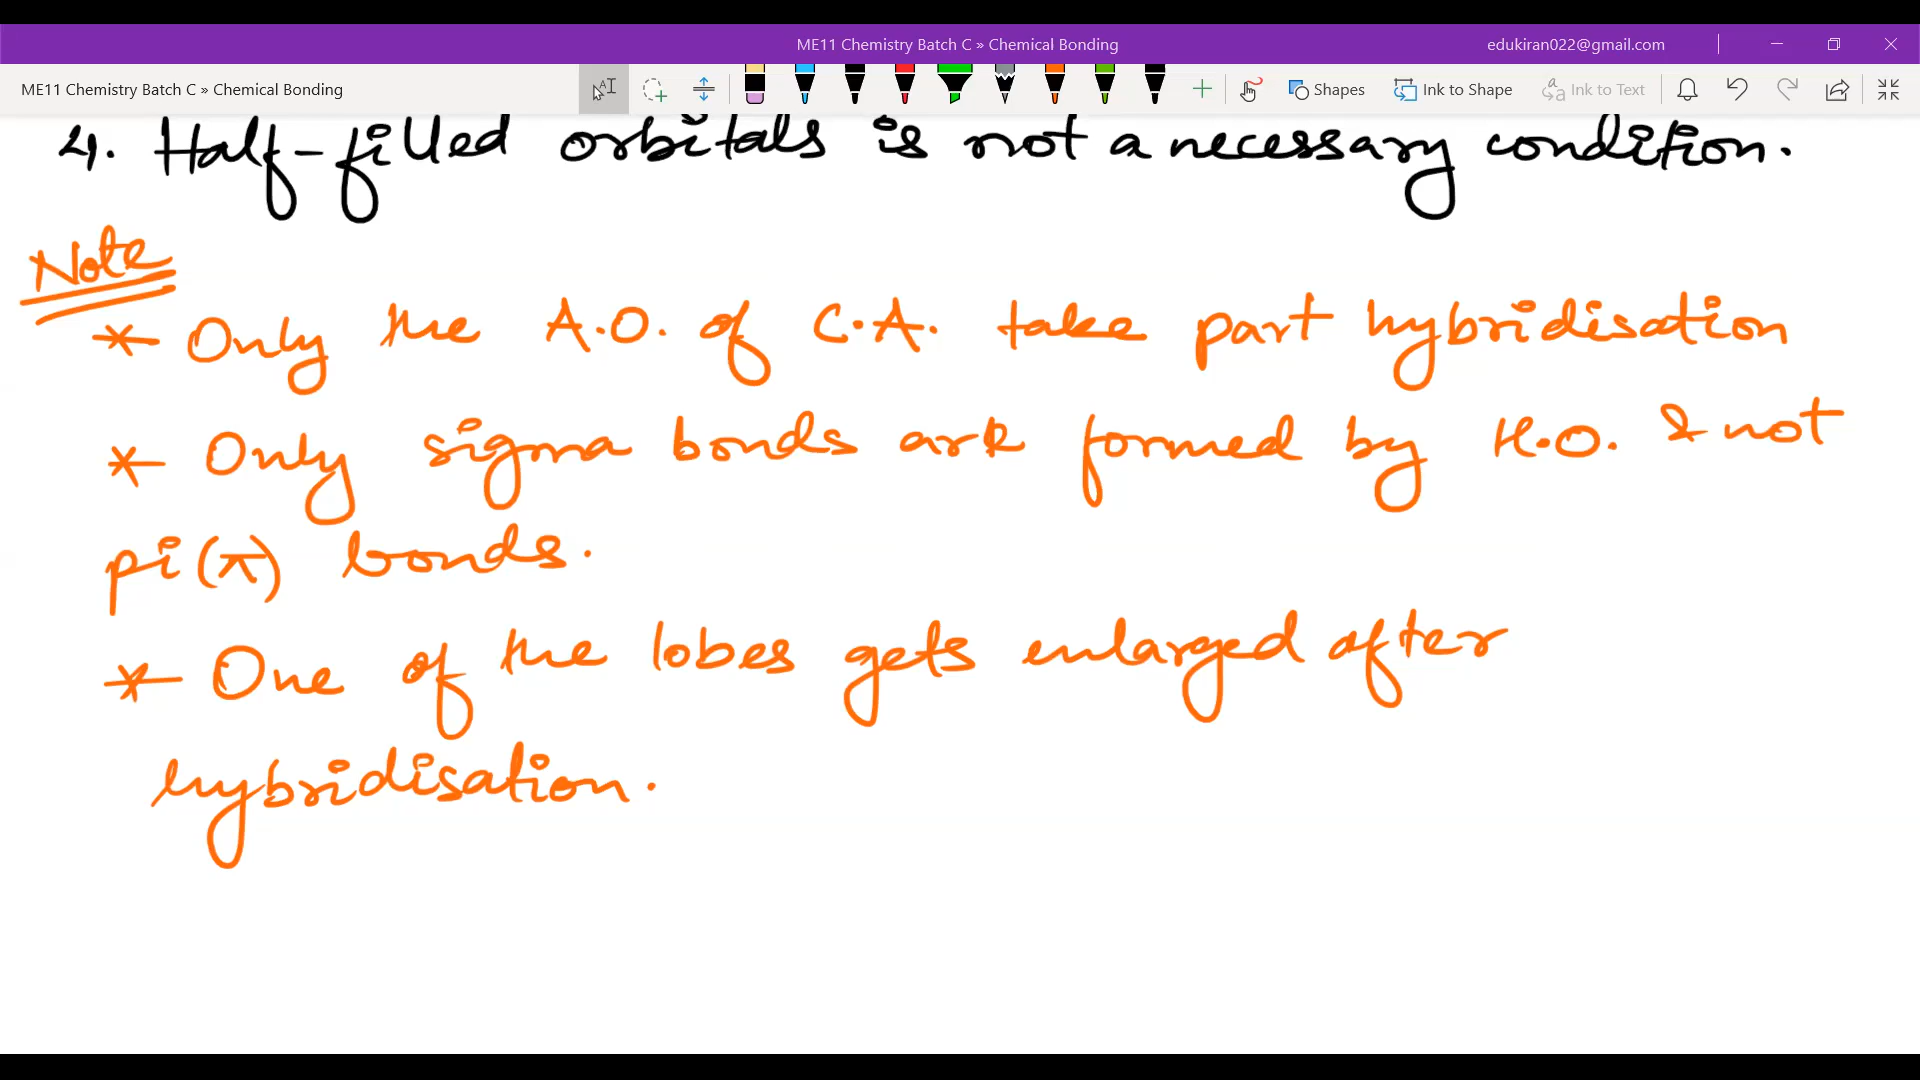 ME11 Chemistry Batch C » Chemical Bonding
edukiran022@gmail.com
ME11 Chemistry Batch C » Chemical Bonding
Shapes
Ink to Shape
Ink to Text
4. Half-filled orbitals is not a necessary condition.
Note
* Only the A.O. of C.A. take part hybridisation
* Only sigma bonds are formed by H.O. & not
pi(π) bonds.
* One of the lobes gets enlarged after
hybridisation.